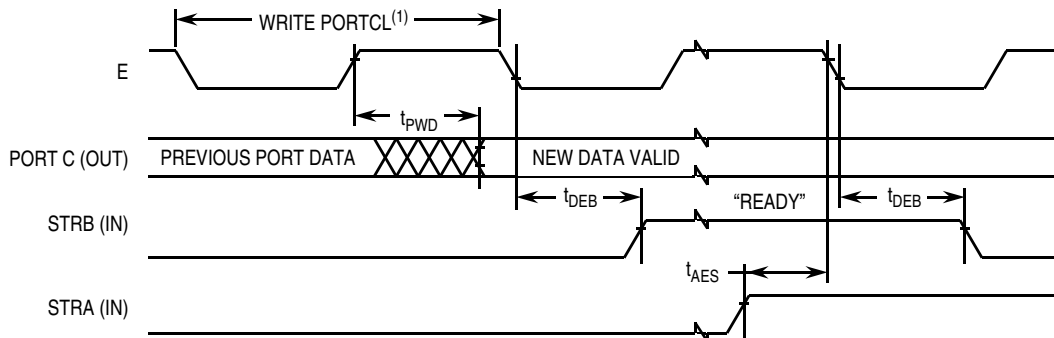 WRITE PORTCL(1)
E
tPWD
PORT C (OUT)
PREVIOUS PORT DATA
NEW DATA VALID
tDEB
“READY”
tDEB
STRB (IN)
tAES
STRA (IN)